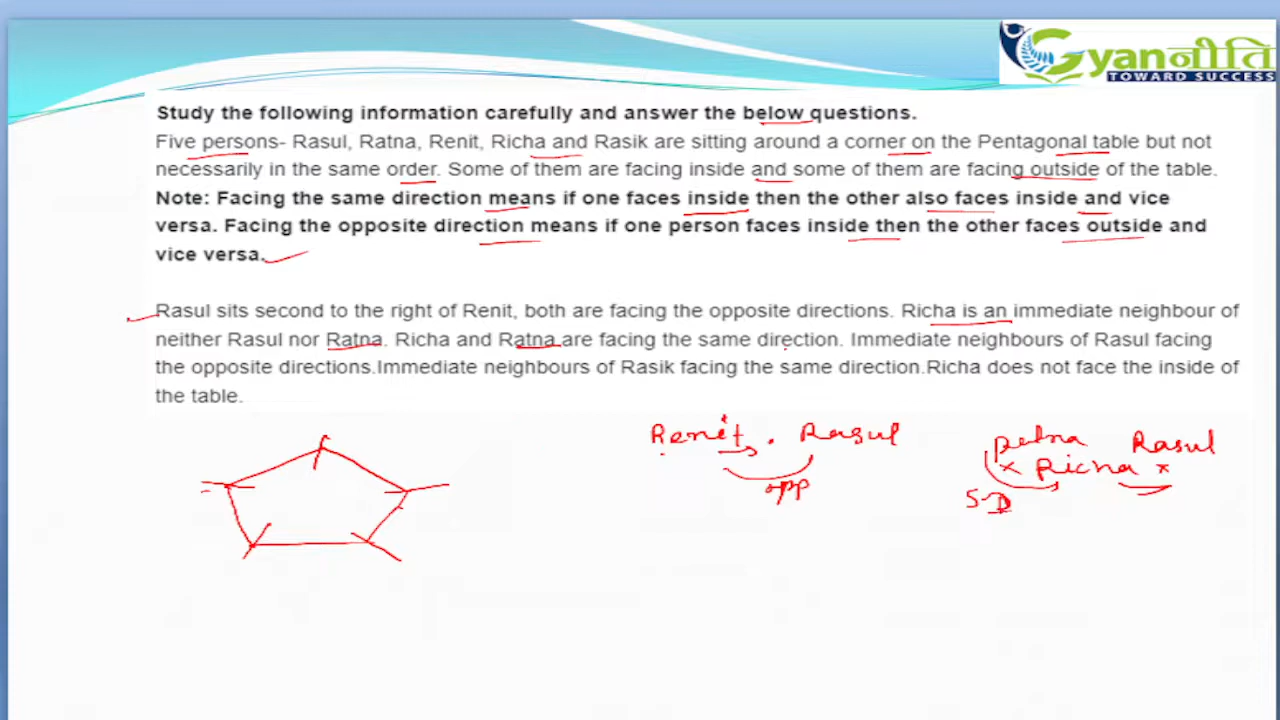 Gyanनीति
TOWARD SUCCESS
Study the following information carefully and answer the below questions.
Five persons- Rasul, Ratna, Renit, Richa and Rasik are sitting around a corner on the Pentagonal table but not
necessarily in the same order. Some of them are facing inside and some of them are facing outside of the table.
Note: Facing the same direction means if one faces inside then the other also faces inside and vice
versa. Facing the opposite direction means if one person faces inside then the other faces outside and
vice versa.
Rasul sits second to the right of Renit, both are facing the opposite directions. Richa is an immediate neighbour of
neither Rasul nor Ratna. Richa and Ratna are facing the same direction. Immediate neighbours of Rasul facing
the opposite directions.Immediate neighbours of Rasik facing the same direction.Richa does not face the inside of
the table.
Renit . Rasul
opp
Ratna Rasul
x Richa x
S-D